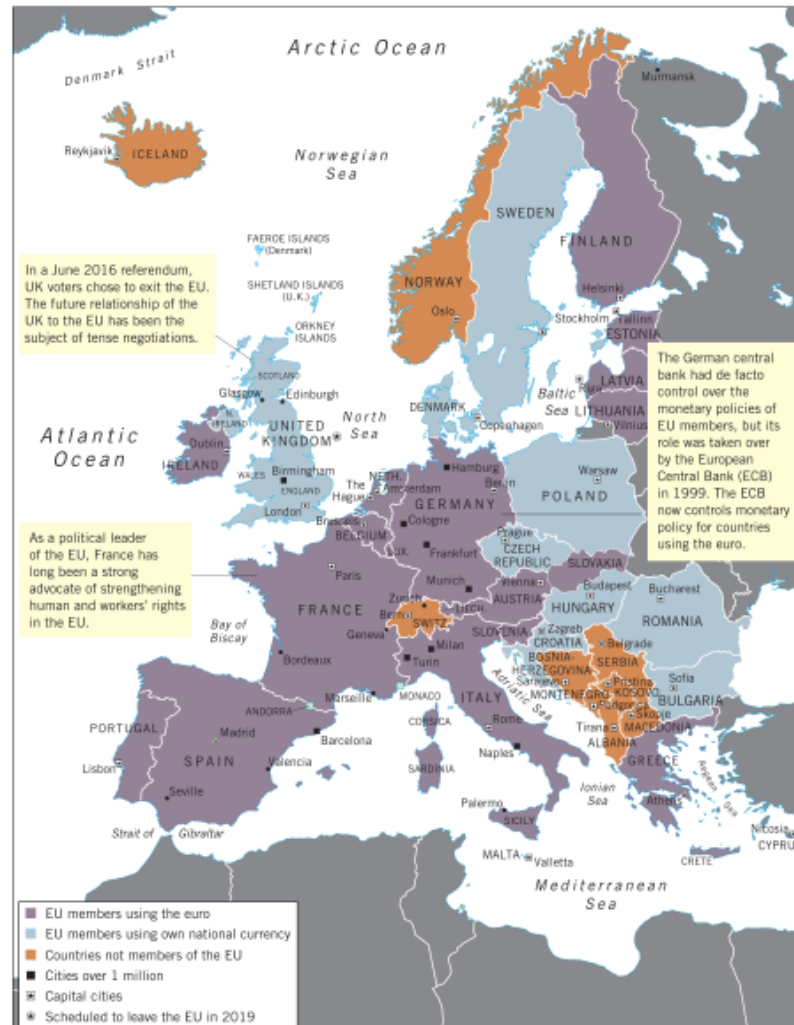 Arctic Ocean
Denmark Strait
Murmansk
Reykjavik
ICELAND
Norwegian
Sea
SWEDEN
FINLAND
FAEROE ISLANDS
(Denmark)
In a June 2016 referendum,
UK voters chose to exit the EU.
The future relationship of the
UK to the EU has been the
subject of tense negotiations.
SHETLAND ISLANDS
(U.K.)
NORWAY
Helsinki
Oslo
ORKNEY
ISLANDS
Stockholm
Tallinn
ESTONIA
The German central
bank had de facto
control over the
monetary policies of
EU members, but its
role was taken over
by the European
Central Bank (ECB)
in 1999. The ECB
now controls monetary
policy for countries
using the euro.
SCOTLAND
Glasgow
Edinburgh
Baltic
Sea
Riga
LATVIA
LITHUANIA
Vilnius
DENMARK
Copenhagen
North
Sea
Atlantic
Ocean
N.
IRELAND
UNITED
KINGDOM
Dublin
IRELAND
WALES
Birmingham
ENGLAND
London
NETH.
The
Hague
Amsterdam
Hamburg
Berlin
Warsaw
POLAND
GERMANY
Brussels
BELGIUM
Cologne
LUX.
Frankfurt
Prague
CZECH
REPUBLIC
As a political leader
of the EU, France has
long been a strong
advocate of strengthening
human and workers' rights
in the EU.
Paris
FRANCE
Munich
Vienna
SLOVAKIA
Budapest
Bucharest
AUSTRIA
HUNGARY
ROMANIA
Zurich
LIECH.
Bern
SWITZ.
Geneva
SLOVENIA
Zagreb
CROATIA
Belgrade
Bay of
Biscay
Bordeaux
Milan
Turin
BOSNIA-
HERZEGOVINA
Sarajevo
SERBIA
Sofia
BULGARIA
Pristina
KOSOVO
MONTENEGRO
Podgorica
Skopje
MACEDONIA
Adriatic Sea
Marseille
MONACO
ITALY
ANDORRA
CORSICA
Rome
Tirana
ALBANIA
PORTUGAL
Madrid
Barcelona
Lisbon
SPAIN
Valencia
SARDINIA
Naples
GREECE
Aegean Sea
Seville
Ionian
Sea
Athens
Palermo
SICILY
Strait of Gibraltar
Nicosia
CYPRU
MALTA
Valletta
CRETE
Mediterranean
Sea
EU members using the euro
EU members using own national currency
Countries not members of the EU
Cities over 1 million
Capital cities
Scheduled to leave the EU in 2019